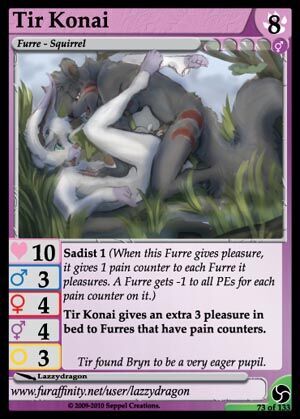 Tir Konai
8
Furre - Squirrel
10
3
4
4
3
Sadist 1 (When this Furre gives pleasure,
it gives 1 pain counter to each Furre it
pleasures. A Furre gets -1 to all PEs for each
pain counter on it.)
Tir Konai gives an extra 3 pleasure in
bed to Furres that have pain counters.
Tir found Bryn to be a very eager pupil.
Lazzydragon
www.furaffinity.net/user/lazzydragon
© 2009-2010 Seppel Creations.
73 of 133